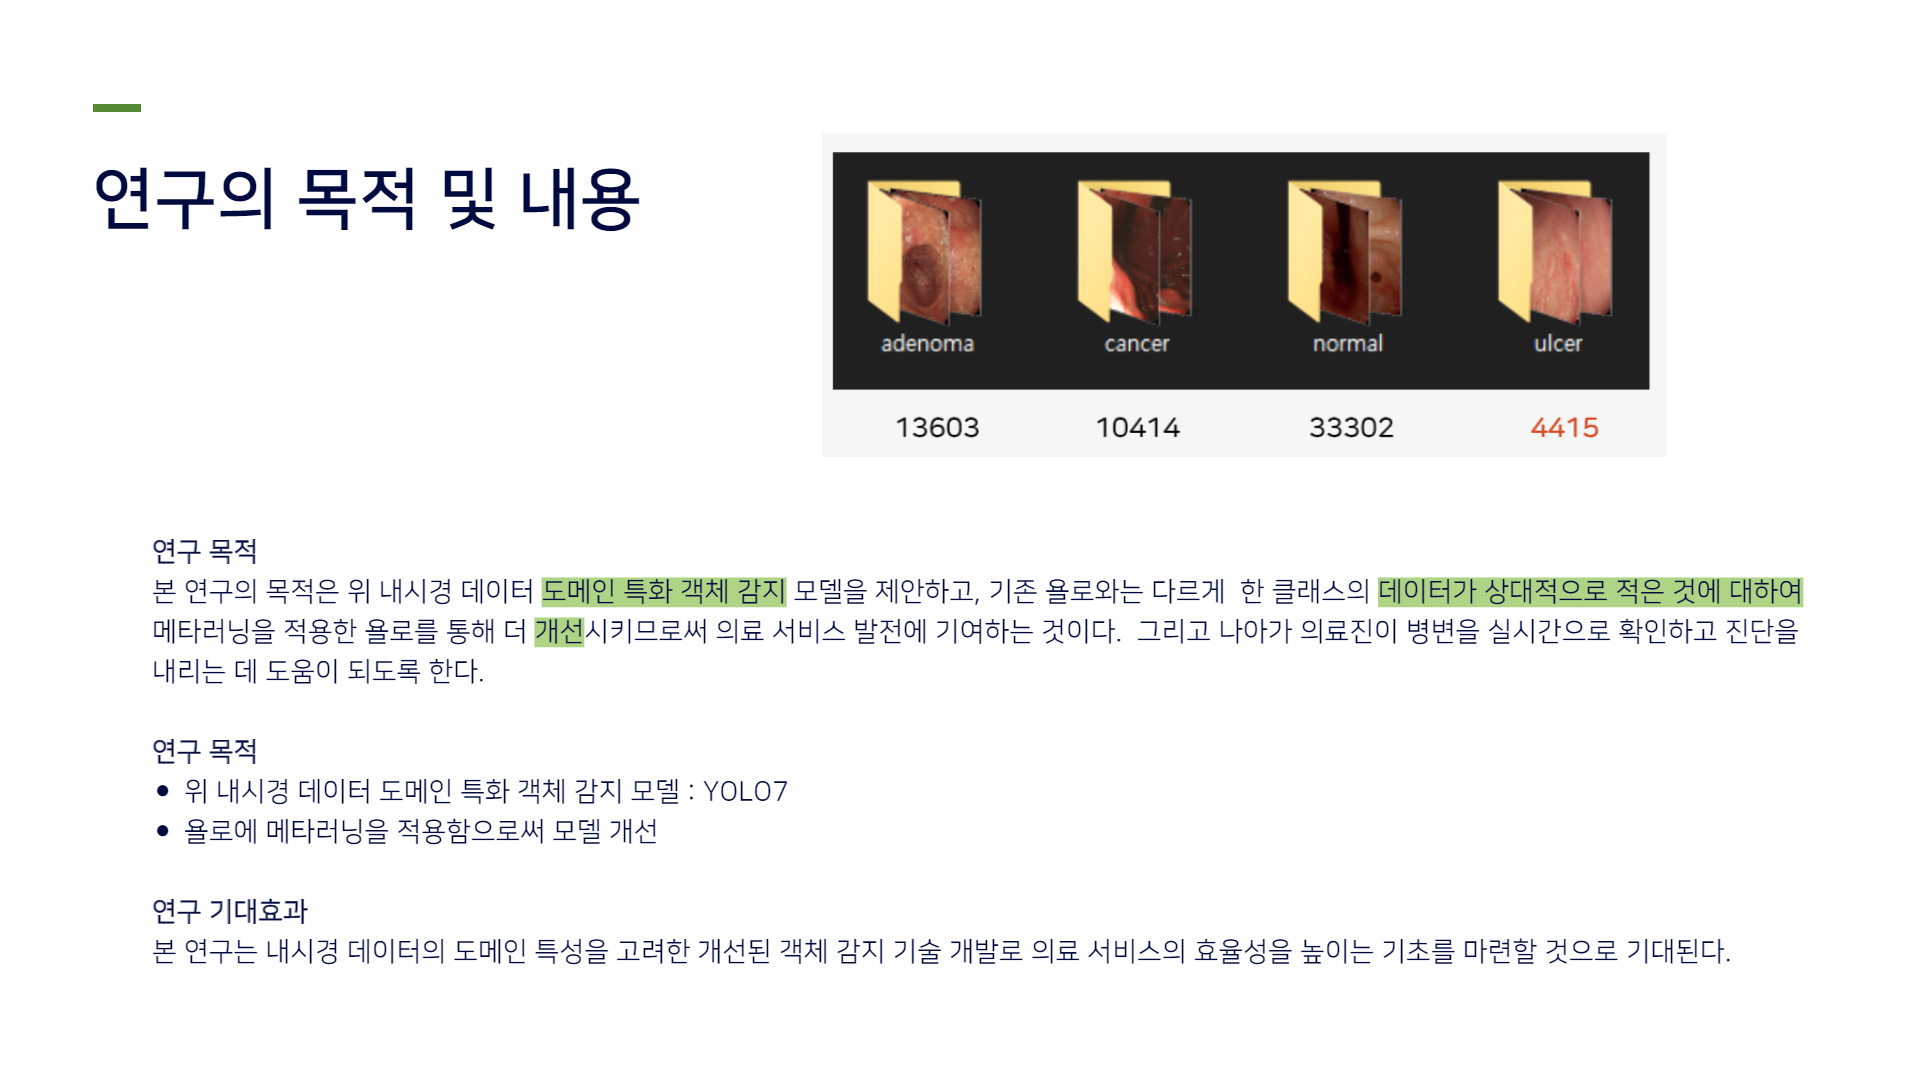 연구의 목적 및 내용
adenoma cancer normal ulcer
13603 10414 33302 4415
연구 목적
본 연구의 목적은 위 내시경 데이터 도메인 특화 객체 감지 모델을 제안하고, 기존 욜로와는 다르게 한 클래스의 데이터가 상대적으로 적은 것에 대하여
메타러닝을 적용한 욜로를 통해 더 개선시키므로써 의료 서비스 발전에 기여하는 것이다. 그리고 나아가 의료진이 병변을 실시간으로 확인하고 진단을
내리는 데 도움이 되도록 한다.
연구 목적
• 위 내시경 데이터 도메인 특화 객체 감지 모델 : YOLO7
• 욜로에 메타러닝을 적용함으로써 모델 개선
연구 기대효과
본 연구는 내시경 데이터의 도메인 특성을 고려한 개선된 객체 감지 기술 개발로 의료 서비스의 효율성을 높이는 기초를 마련할 것으로 기대된다.